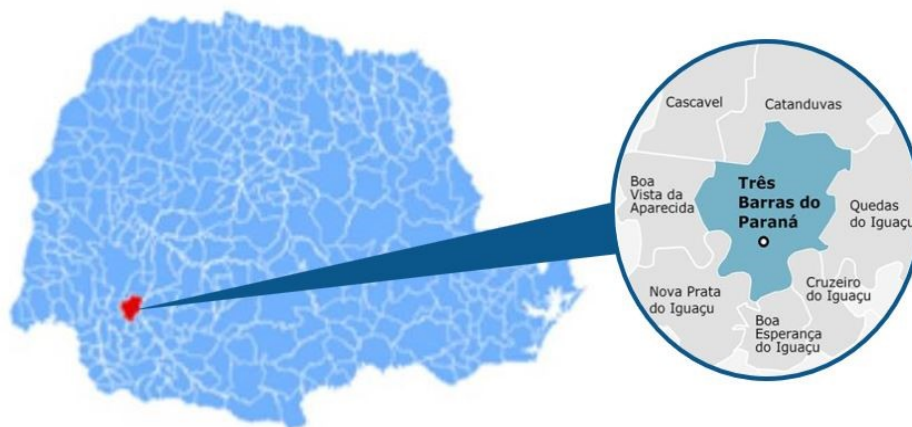 Cascavel
Catanduvas
Boa
Vista da
Aparecida
Três
Barras do
Paraná
Quedas
do Iguaçu
Nova Prata
do Iguaçu
Cruzeiro
do Iguaçu
Boa
Esperança
do Iguaçu